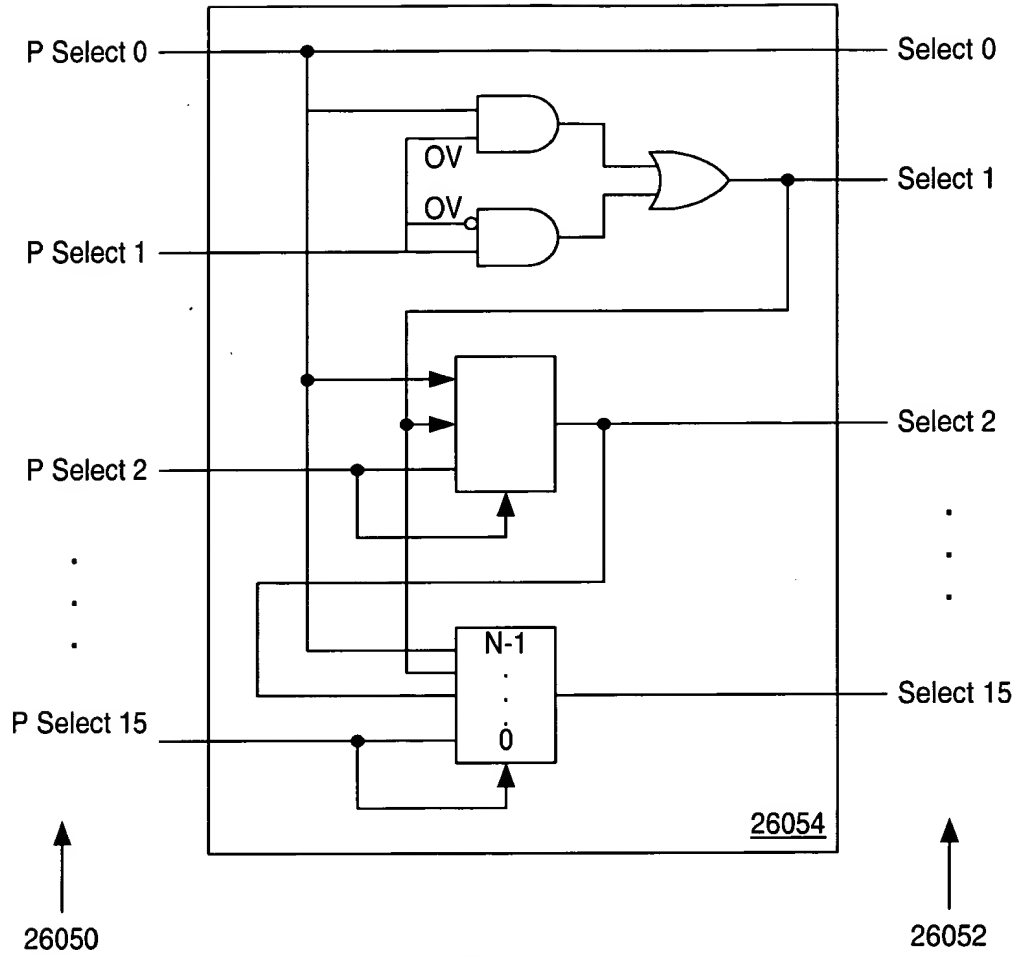 P Select 0
Select 0
OV
Select 1
OV
P Select 1
Select 2
P Select 2
N-1
Select 15
P Select 15
0
26054
26050
26052